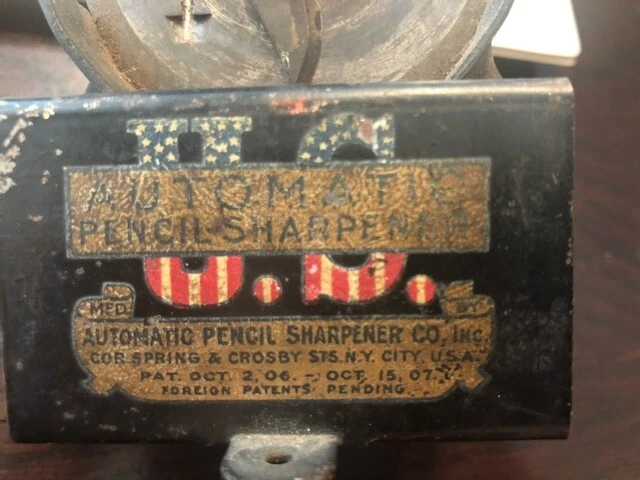 U.S.
AUTOMATIC
PENCIL SHARPENER
MFD. BY
AUTOMATIC PENCIL SHARPENER CO., INC.
COR. SPRING & CROSBY STS. N.Y. CITY, U.S.A.
PAT. OCT. 2, 06. - OCT. 15, 07.
FOREIGN PATENTS PENDING.